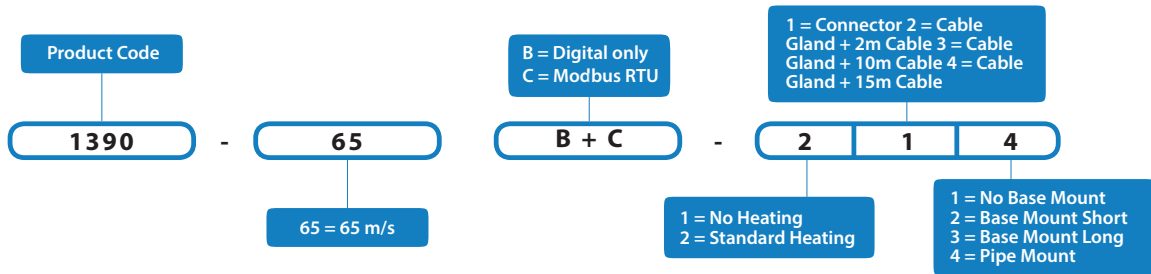 Product Code
B = Digital only
C = Modbus RTU
1 = Connector 2 = Cable
Gland + 2m Cable 3 = Cable
Gland + 10m Cable 4 = Cable
Gland + 15m Cable
1390 - 65 B + C - 2 1 4
65 = 65 m/s
1 = No Heating
2 = Standard Heating
1 = No Base Mount
2 = Base Mount Short
3 = Base Mount Long
4 = Pipe Mount